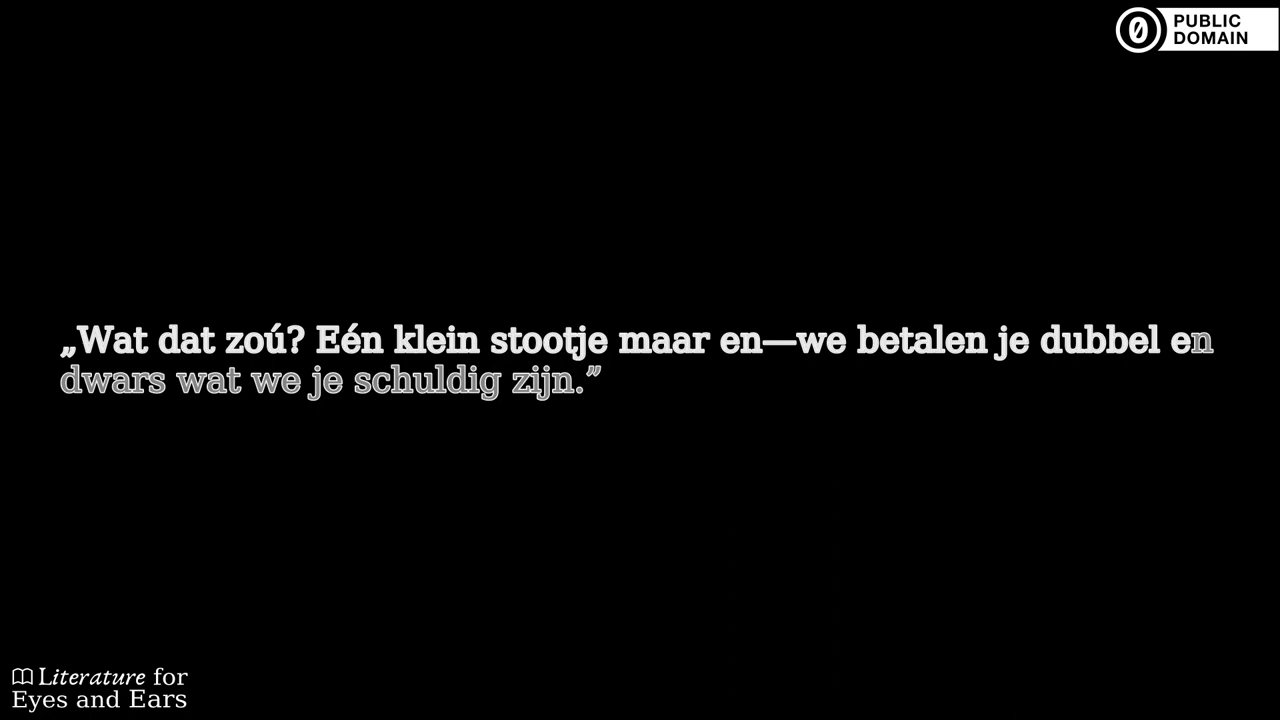 PUBLIC
DOMAIN
„Wat dat zoú? Eén klein stootje maar en—we betalen je dubbel en
dwars wat we je schuldig zijn.”
Literature for
Eyes and Ears